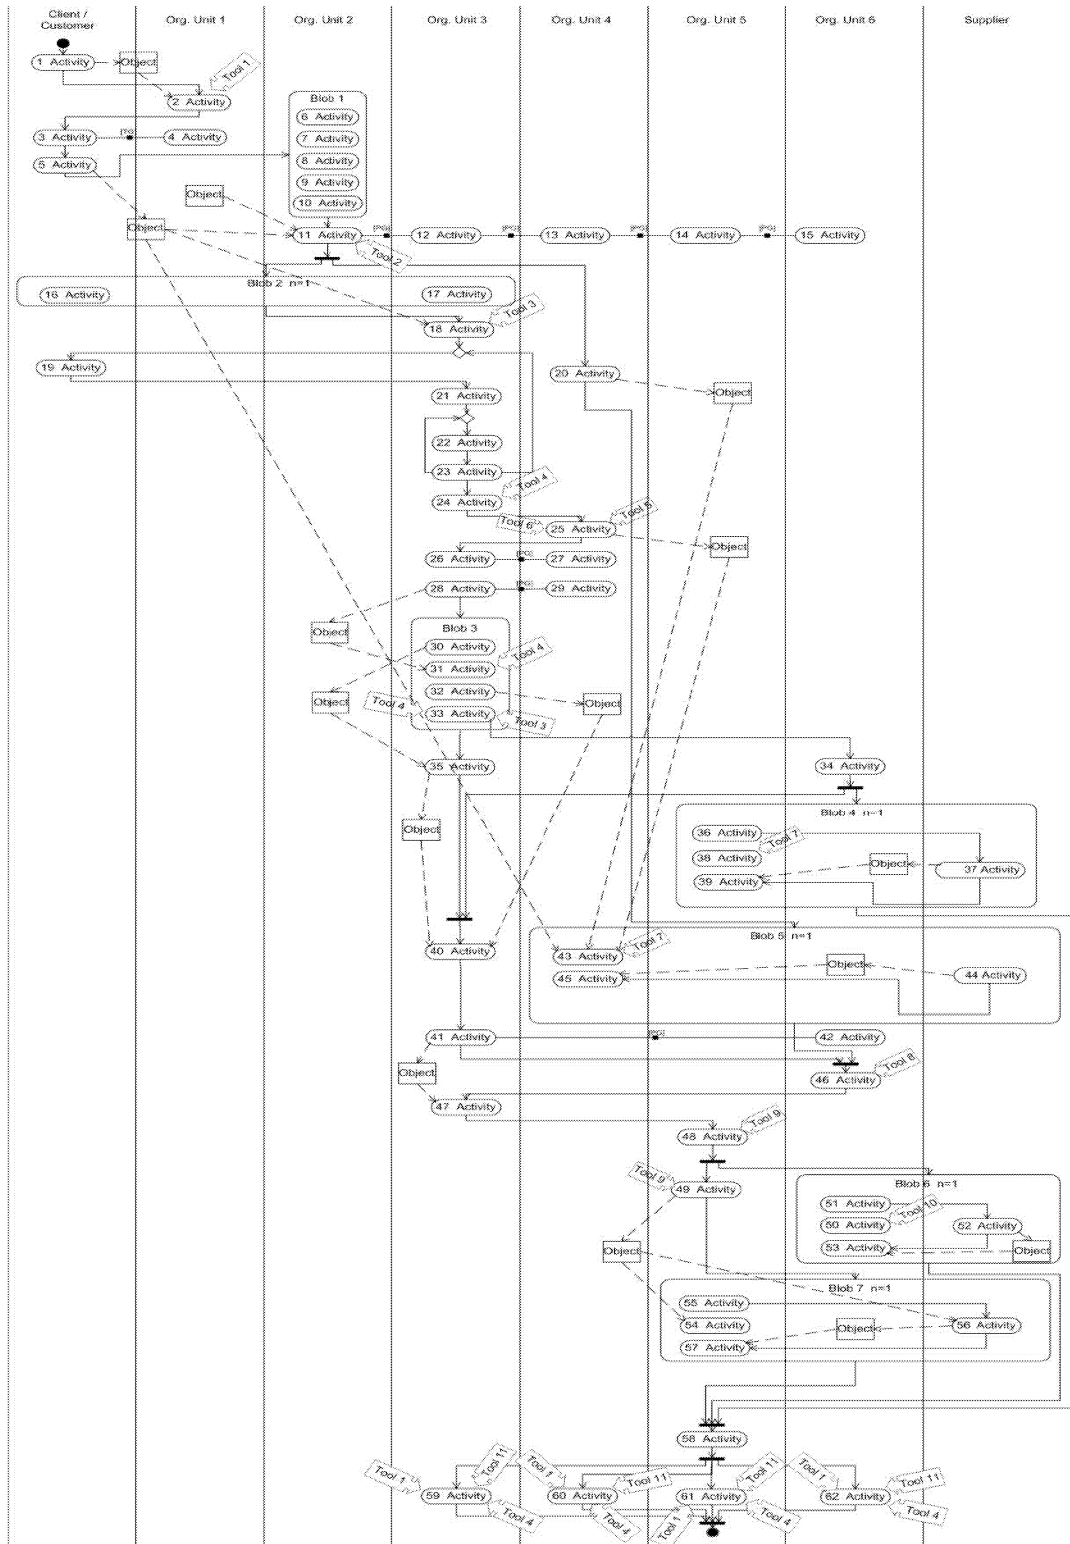 Client / Customer Org. Unit 1 Org. Unit 2 Org. Unit 3 Org. Unit 4 Org. Unit 5 Org. Unit 6 Supplier
1 Activity Object Tool 1
2 Activity
Blob 1
6 Activity
3 Activity [PG] 4 Activity
7 Activity
5 Activity
8 Activity
9 Activity
Object
10 Activity
Object
11 Activity [PG] 12 Activity [PG] 13 Activity [PG] 14 Activity [PG] 15 Activity
Tool 2
Blob 2 n=1
16 Activity 17 Activity
Tool 3
18 Activity
19 Activity
20 Activity
Object
21 Activity
22 Activity
23 Activity
Tool 4
24 Activity
Tool 6 25 Activity Tool 5
Object
26 Activity [PG] 27 Activity
28 Activity [PG] 29 Activity
Blob 3
Object
30 Activity
Tool 4
31 Activity
32 Activity
Object
Object
Tool 4
33 Activity
Tool 3
35 Activity
34 Activity
Blob 4 n=1
Object
36 Activity
Tool 7
38 Activity
Object
37 Activity
39 Activity
Blob 5 n=1
40 Activity
43 Activity
Tool 7
Object
45 Activity
44 Activity
41 Activity [PG] 42 Activity
Object
46 Activity
Tool 8
47 Activity
48 Activity
Tool 9
Tool 9
49 Activity
Blob 6 n=1
51 Activity
Tool 10
50 Activity
52 Activity
Object
53 Activity
Object
Blob 7 n=1
55 Activity
54 Activity
Object
56 Activity
57 Activity
58 Activity
Tool 1
Tool 11
Tool 1
Tool 11
Tool 11
Tool 1
Tool 11
59 Activity 60 Activity 61 Activity 62 Activity
Tool 4
Tool 4
Tool 1
Tool 4
Tool 4